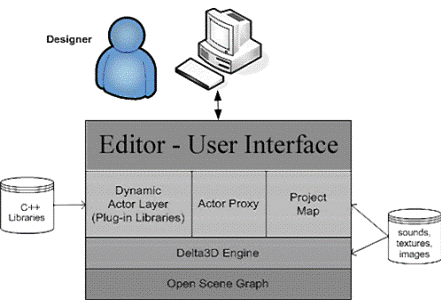 Designer
Editor - User Interface
C++
Libraries
Dynamic
Actor Layer
(Plug-in Libraries)
Actor Proxy
Project
Map
sounds,
textures,
images
Delta3D Engine
Open Scene Graph